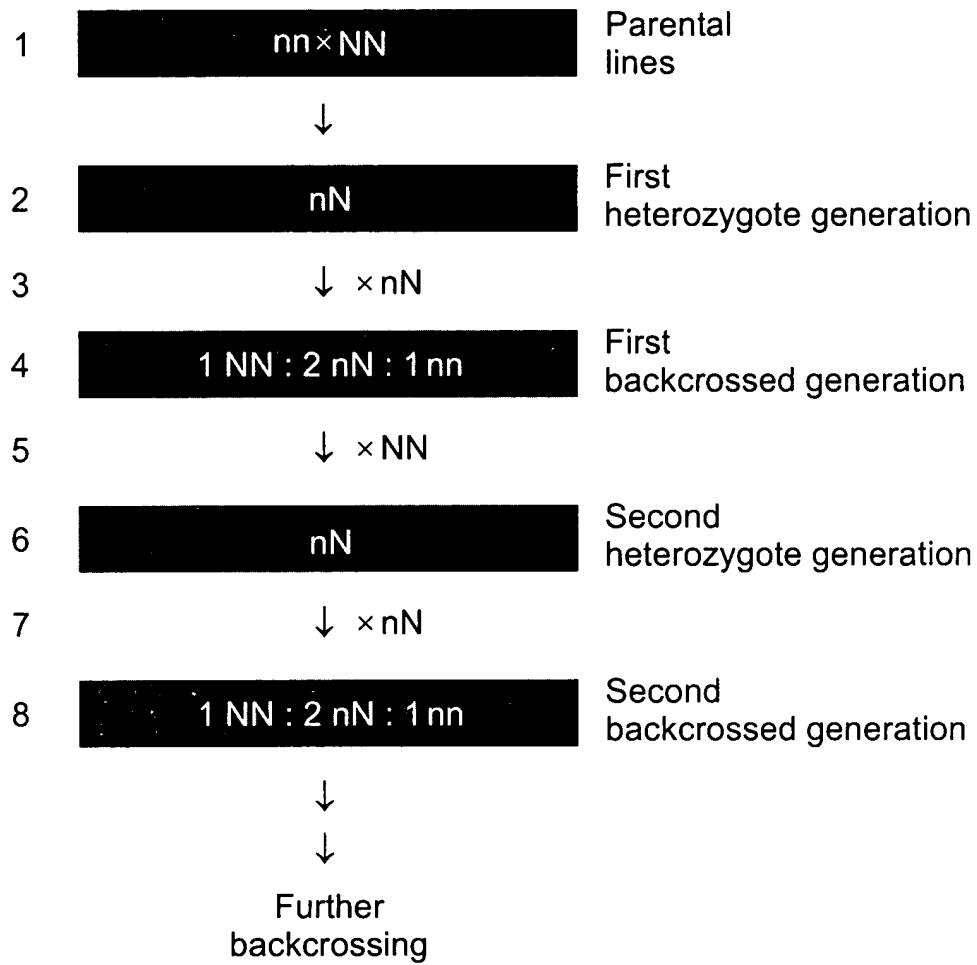 1 nn × NN Parental
lines
↓
2 nN First
heterozygote generation
3 ↓ × nN
4 1 NN : 2 nN : 1 nn First
backcrossed generation
5 ↓ × NN
6 nN Second
heterozygote generation
7 ↓ × nN
8 1 NN : 2 nN : 1 nn Second
backcrossed generation
↓
↓
Further
backcrossing